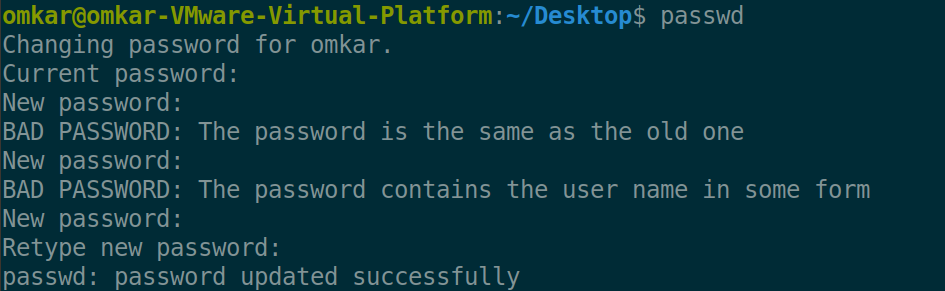 omkar@omkar-VMware-Virtual-Platform:~/Desktop$ passwd
Changing password for omkar.
Current password:
New password:
BAD PASSWORD: The password is the same as the old one
New password:
BAD PASSWORD: The password contains the user name in some form
New password:
Retype new password:
passwd: password updated successfully